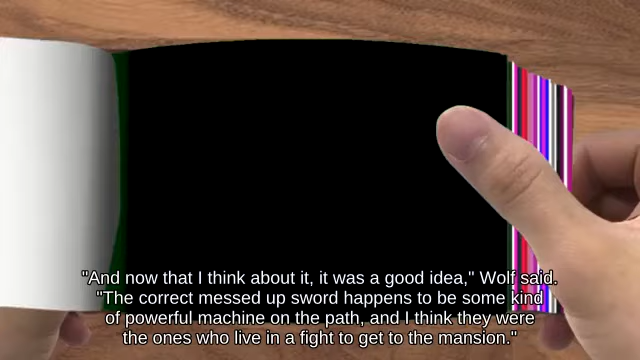 "And now that I think about it, it was a good idea," Wolf said.
"The correct messed up sword happens to be some kind
of powerful machine on the path, and I think they were
the ones who live in a fight to get to the mansion."